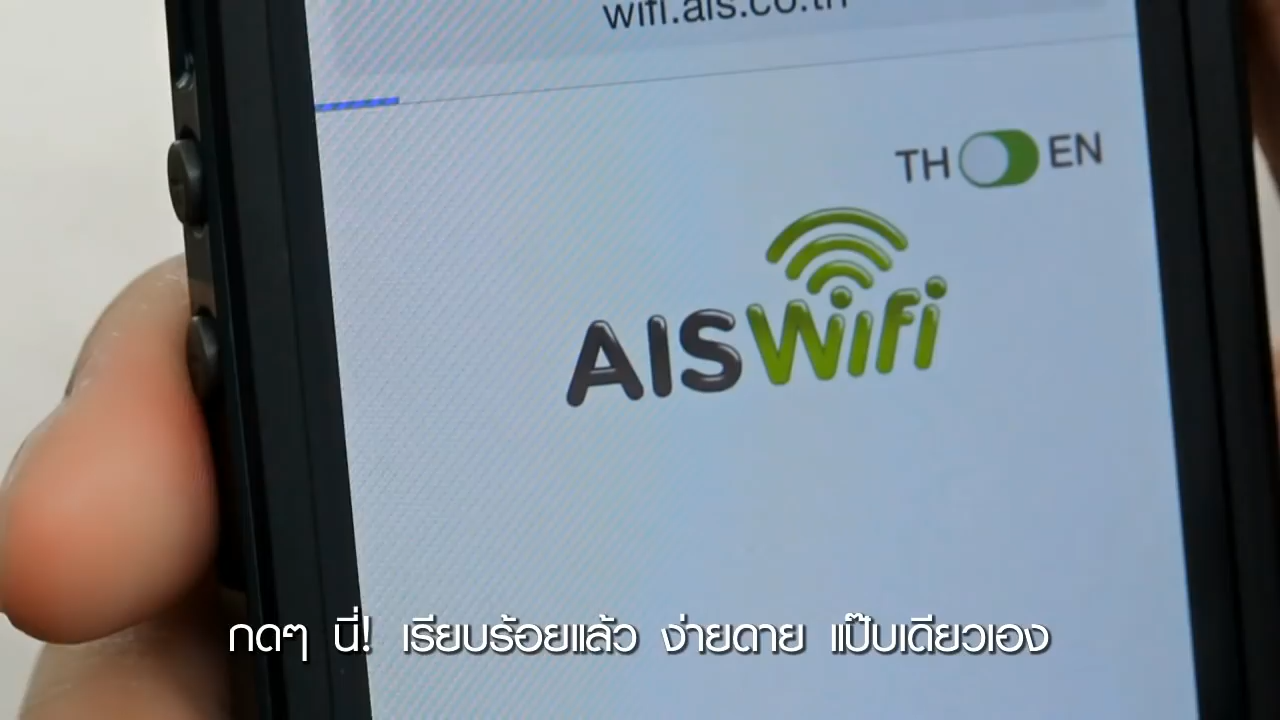 wifi.ais.co.th
TH EN
AIS Wifi
กดๆ นี่! เรียบร้อยแล้ว ง่ายดาย แป๊บเดียวเอง